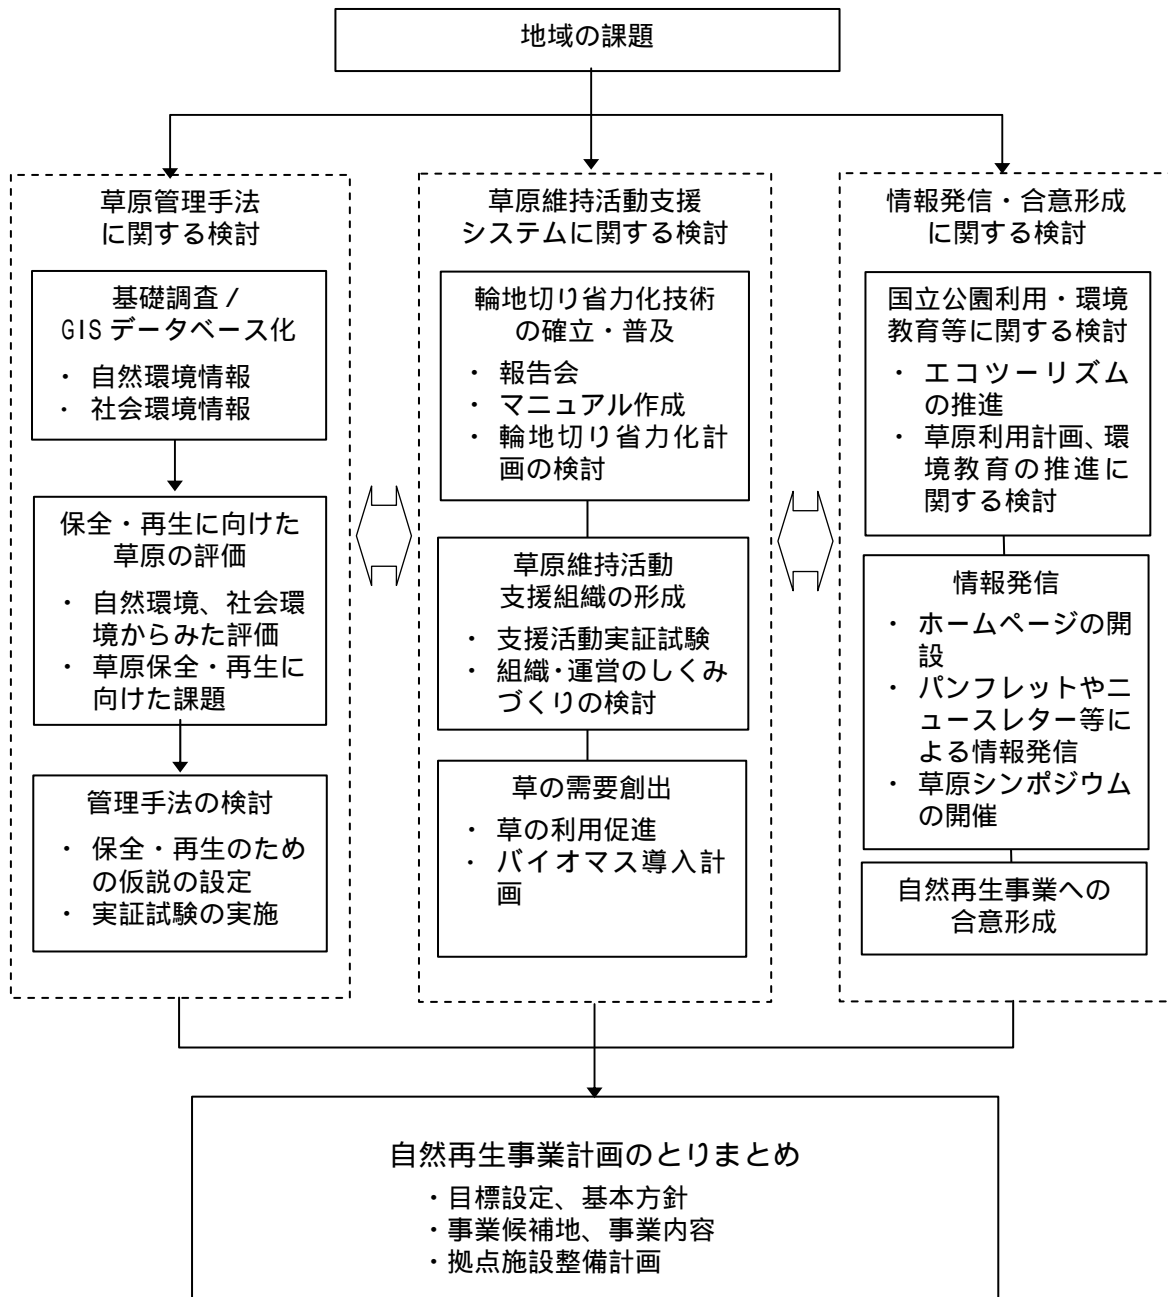 地域の課題
草原管理手法
に関する検討
基礎調査 /
GIS データベース化
・ 自然環境情報
・ 社会環境情報
保全・再生に向けた
草原の評価
・ 自然環境、社会環
境からみた評価
・ 草原保全・再生に
向けた課題
管理手法の検討
・ 保全・再生のため
の仮説の設定
・ 実証試験の実施
草原維持活動支援
システムに関する検討
輪地切り省力化技術
の確立・普及
・ 報告会
・ マニュアル作成
・ 輪地切り省力化計
画の検討
草原維持活動
支援組織の形成
・ 支援活動実証試験
・ 組織・運営のしくみ
づくりの検討
草の需要創出
・ 草の利用促進
・ バイオマス導入計
画
情報発信・合意形成
に関する検討
国立公園利用・環境
教育等に関する検討
・ エコツーリズム
の推進
・ 草原利用計画、環
境教育の推進に
関する検討
情報発信
・ ホームページの開
設
・ パンフレットやニ
ュースレター等に
よる情報発信
・ 草原シンポジウム
の開催
自然再生事業への
合意形成
自然再生事業計画のとりまとめ
・目標設定、基本方針
・事業候補地、事業内容
・拠点施設整備計画